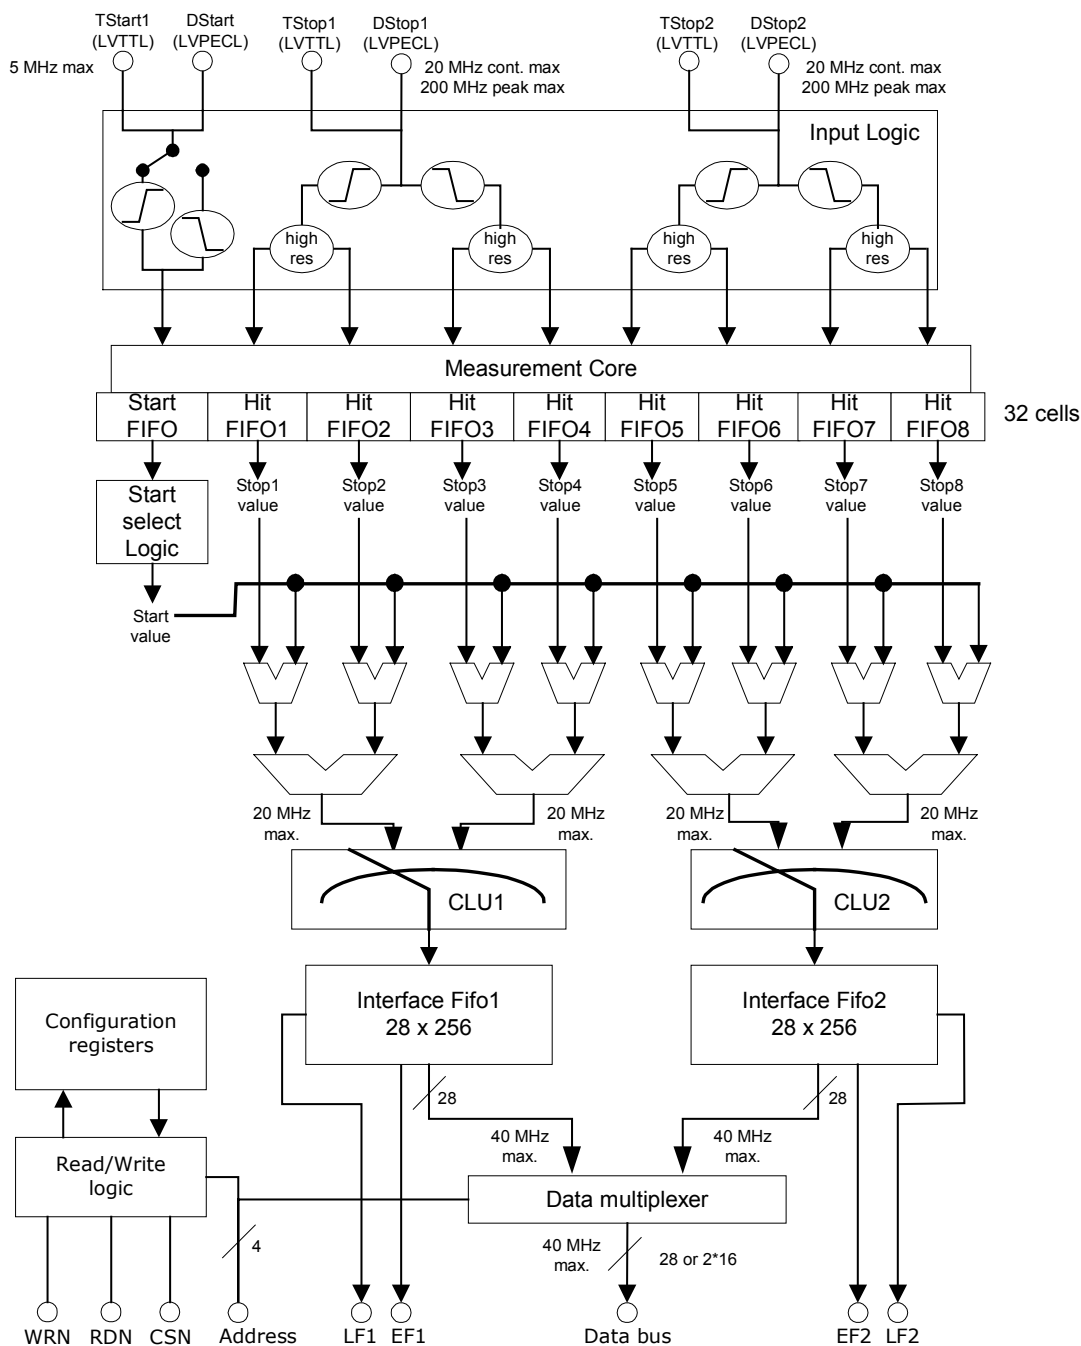 TStart1 DStart TStop1 DStop1 TStop2 DStop2
(LVTTL) (LVPECL) (LVTTL) (LVPECL) (LVTTL) (LVPECL)
5 MHz max 20 MHz cont. max 20 MHz cont. max
200 MHz peak max 200 MHz peak max
Input Logic
high high high high
res res res res
Measurement Core
Start Hit Hit Hit Hit Hit Hit Hit Hit
FIFO FIFO1 FIFO2 FIFO3 FIFO4 FIFO5 FIFO6 FIFO7 FIFO8
32 cells
Stop1 Stop2 Stop3 Stop4 Stop5 Stop6 Stop7 Stop8
value value value value value value value value
Start
select
Logic
Start
value
20 MHz 20 MHz 20 MHz 20 MHz
max. max. max. max.
CLU1 CLU2
Interface Fifo1 Interface Fifo2
28 x 256 28 x 256
Configuration
registers
28 28
40 MHz 40 MHz
max. max.
Read/Write
logic
Data multiplexer
4
40 MHz
max.
28 or 2*16
WRN RDN CSN Address LF1 EF1 Data bus EF2 LF2